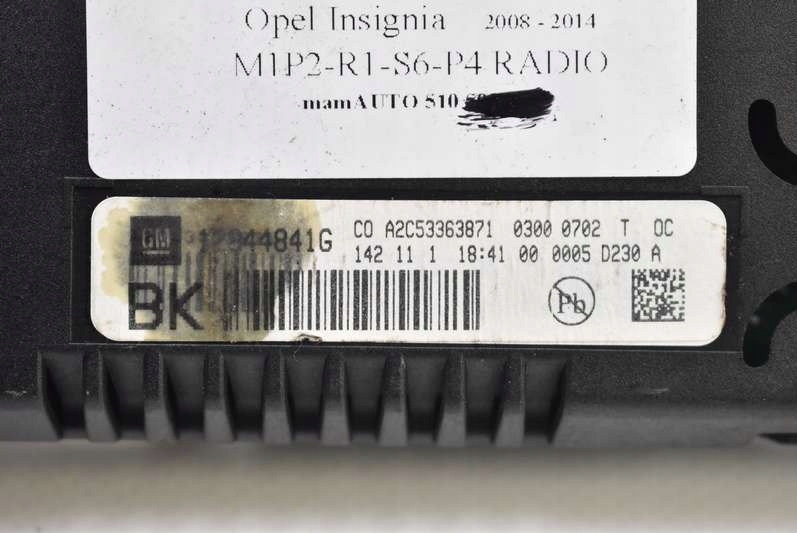 Opel Insignia 2008 - 2014
M1P2-R1-S6-P4 RADIO
mamAUTO 510
GM CO A2C53363871 0300 0702 T OC
142 11 1 18:41 00 0005 D230 A
BK Pb